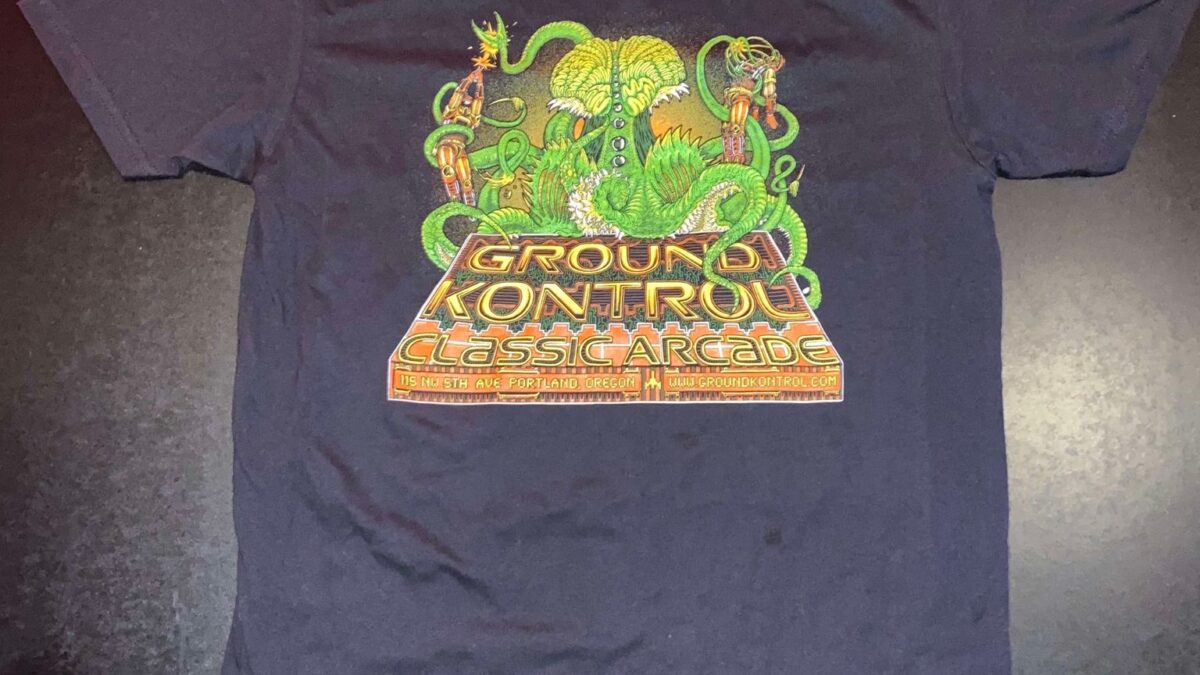 GROUND
KONTROL
CLASSIC ARCADE
115 NW 5TH AVE PORTLAND, OREGON WWW.GROUNDKONTROL.COM